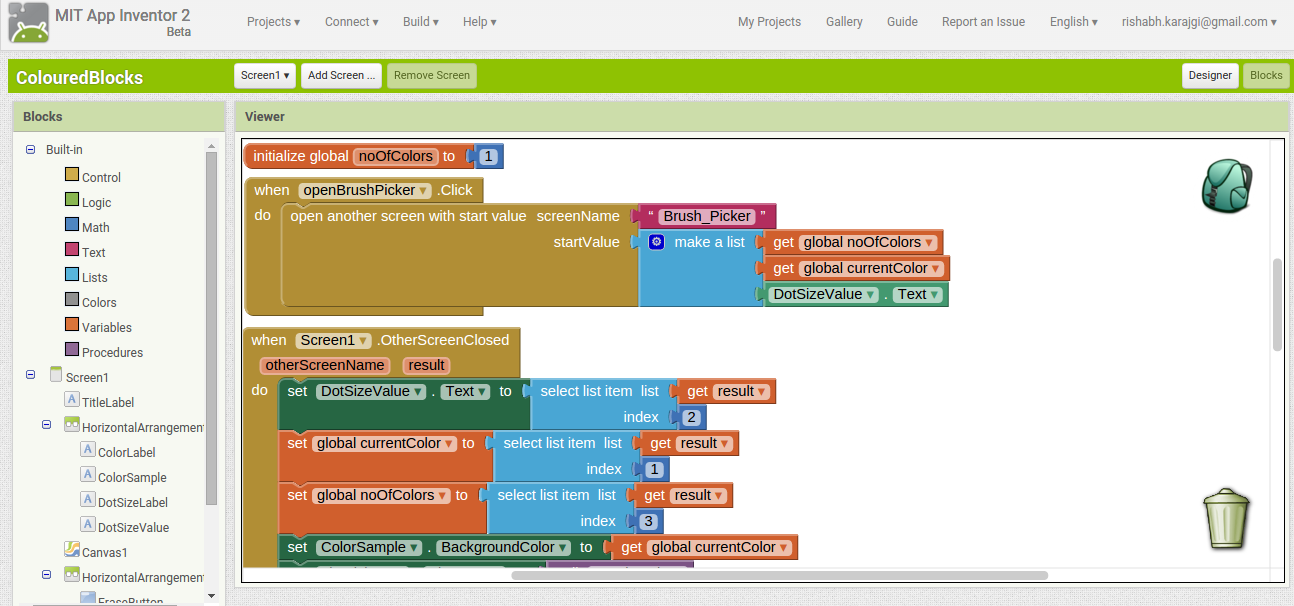 MIT App Inventor 2
Beta
Projects ▾ Connect ▾ Build ▾ Help ▾ My Projects Gallery Guide Report an Issue English ▾ rishabh.karajgi@gmail.com ▾
ColouredBlocks Screen1 ▾ Add Screen ... Remove Screen Designer Blocks
Blocks
Built-in
Control
Logic
Math
Text
Lists
Colors
Variables
Procedures
Screen1
TitleLabel
HorizontalArrangement
ColorLabel
ColorSample
DotSizeLabel
DotSizeValue
Canvas1
HorizontalArrangement
EraseButton
Viewer
initialize global noOfColors to 1
when openBrushPicker ▾ .Click
do open another screen with start value screenName “ Brush_Picker ”
startValue make a list get global noOfColors ▾
get global currentColor ▾
DotSizeValue ▾ . Text ▾
when Screen1 ▾ .OtherScreenClosed
otherScreenName result
do set DotSizeValue ▾ . Text ▾ to select list item list get result ▾
index 2
set global currentColor ▾ to select list item list get result ▾
index 1
set global noOfColors ▾ to select list item list get result ▾
index 3
set ColorSample ▾ . BackgroundColor ▾ to get global currentColor ▾